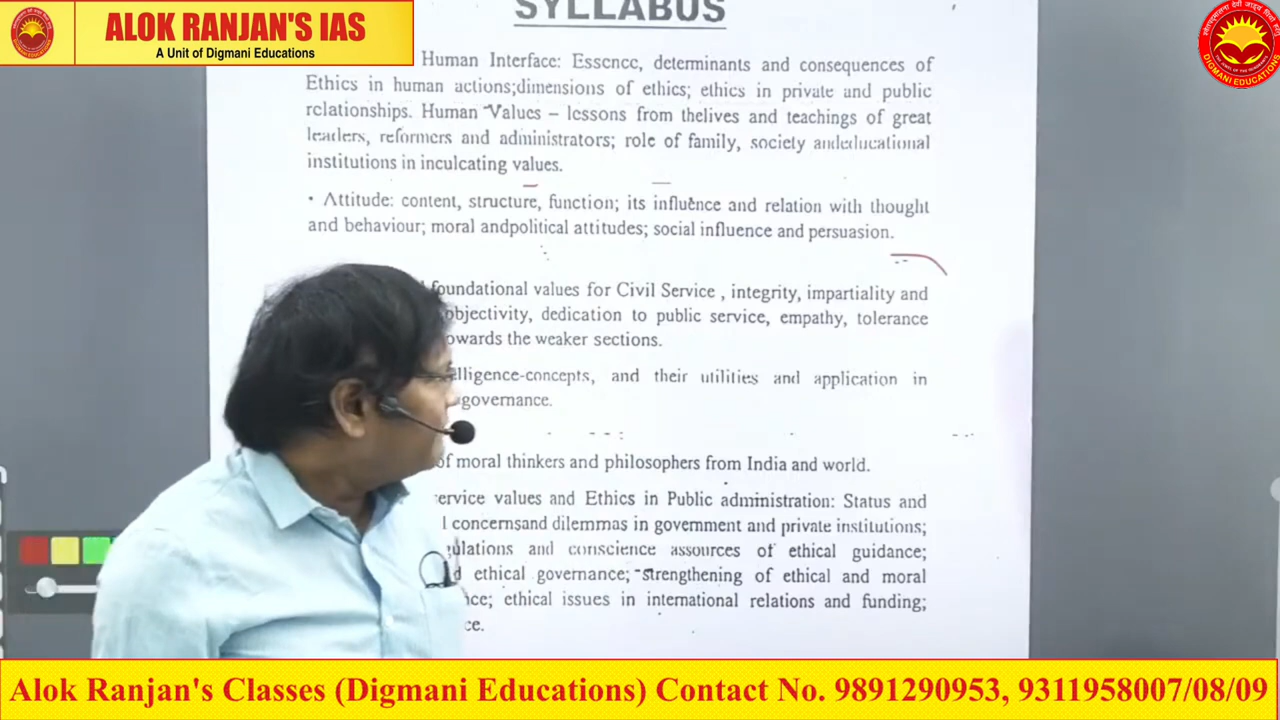 SYLLABUS
ALOK RANJAN'S IAS
A Unit of Digmani Educations
Human Interface: Essence, determinants and consequences of
Ethics in human actions;dimensions of ethics; ethics in private and public
relationships. Human Values – lessons from thelives and teachings of great
leaders, reformers and administrators; role of family, society andeducational
institutions in inculcating values.
• Attitude: content, structure, function; its influence and relation with thought
and behaviour; moral andpolitical attitudes; social influence and persuasion.
foundational values for Civil Service , integrity, impartiality and
objectivity, dedication to public service, empathy, tolerance
owards the weaker sections.
elligence-concepts, and their utilities and application in
governance.
of moral thinkers and philosophers from India and world.
service values and Ethics in Public administration: Status and
l concernsand dilemmas in government and private institutions;
gulations and conscience assources of ethical guidance;
d ethical governance; strengthening of ethical and moral
nce; ethical issues in international relations and funding;
ce.
DIGMANI EDUCATIONS
Alok Ranjan's Classes (Digmani Educations) Contact No. 9891290953, 9311958007/08/09